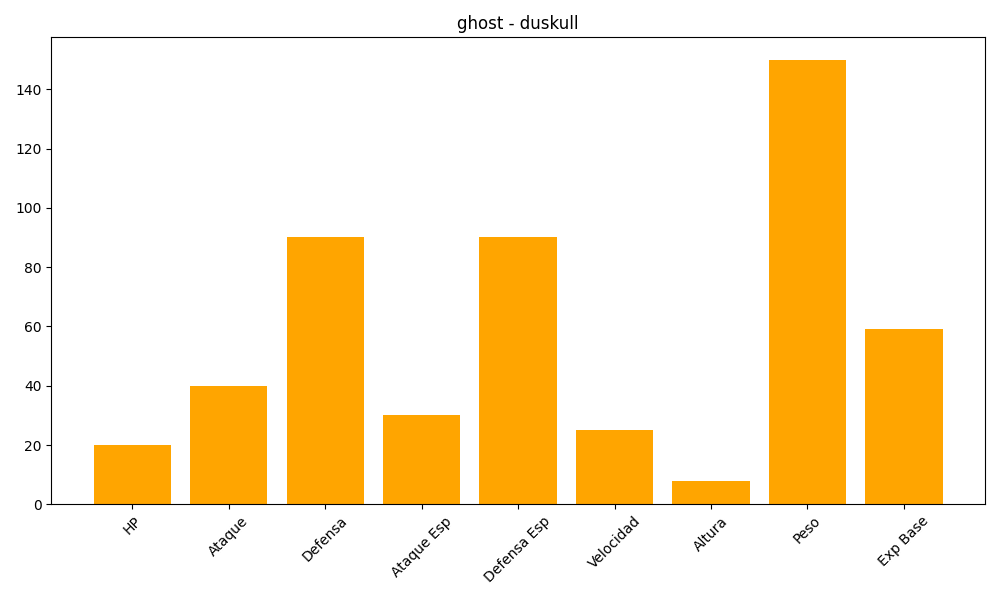 ghost - duskull
140
120
100
80
60
40
20
0
HP
Ataque
Defensa
Ataque Esp
Defensa Esp
Velocidad
Altura
Peso
Exp Base